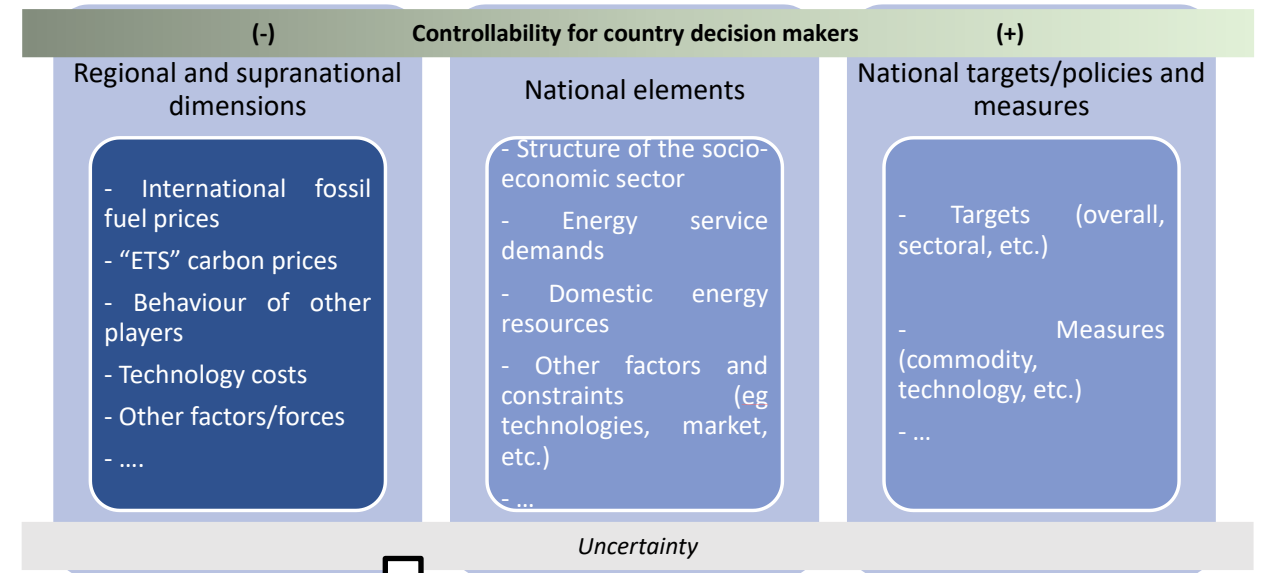 (-) Controllability for country decision makers (+)
Regional and supranational
dimensions
- International fossil
fuel prices
- “ETS” carbon prices
- Behaviour of other
players
- Technology costs
- Other factors/forces
- ....
National elements
- Structure of the socio-
economic sector
- Energy service
demands
- Domestic energy
resources
- Other factors and
constraints (eg
technologies, market,
etc.)
- ...
National targets/policies and
measures
- Targets (overall,
sectoral, etc.)
- Measures
(commodity,
technology, etc.)
- ...
Uncertainty